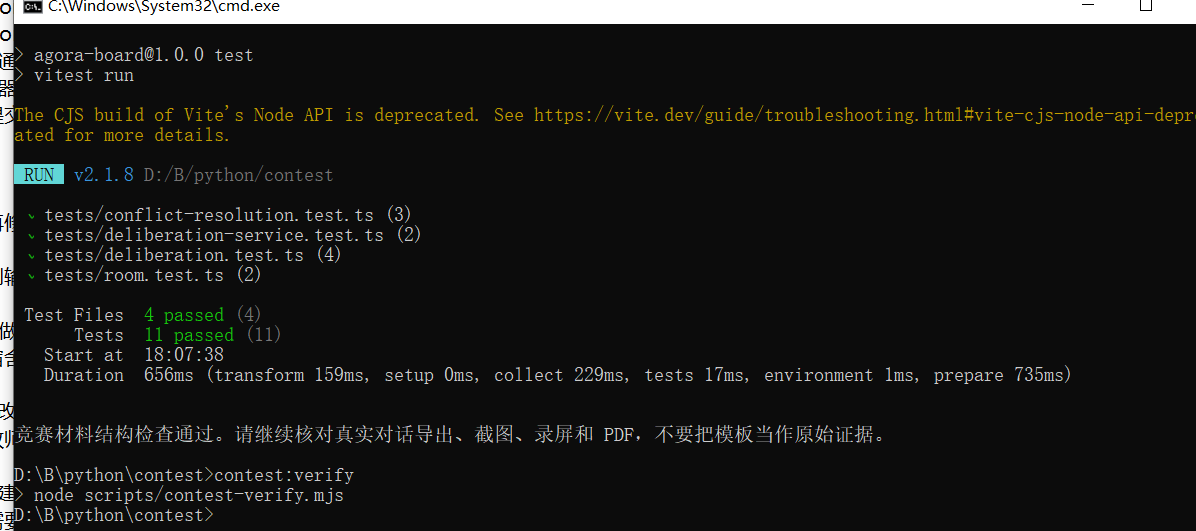 C:\Windows\System32\cmd.exe
> agora-board@1.0.0 test
> vitest run
The CJS build of Vite's Node API is deprecated. See https://vite.dev/guide/troubleshooting.html#vite-cjs-node-api-depre
ated for more details.
RUN v2.1.8 D:/B/python/contest
tests/conflict-resolution.test.ts (3)
tests/deliberation-service.test.ts (2)
tests/deliberation.test.ts (4)
tests/room.test.ts (2)
Test Files 4 passed (4)
Tests 11 passed (11)
Start at 18:07:38
Duration 656ms (transform 159ms, setup 0ms, collect 229ms, tests 17ms, environment 1ms, prepare 735ms)
竞赛材料结构检查通过。请继续核对真实对话导出、截图、录屏和 PDF，不要把模板当作原始证据。
D:\B\python\contest>contest:verify
> node scripts/contest-verify.mjs
D:\B\python\contest>